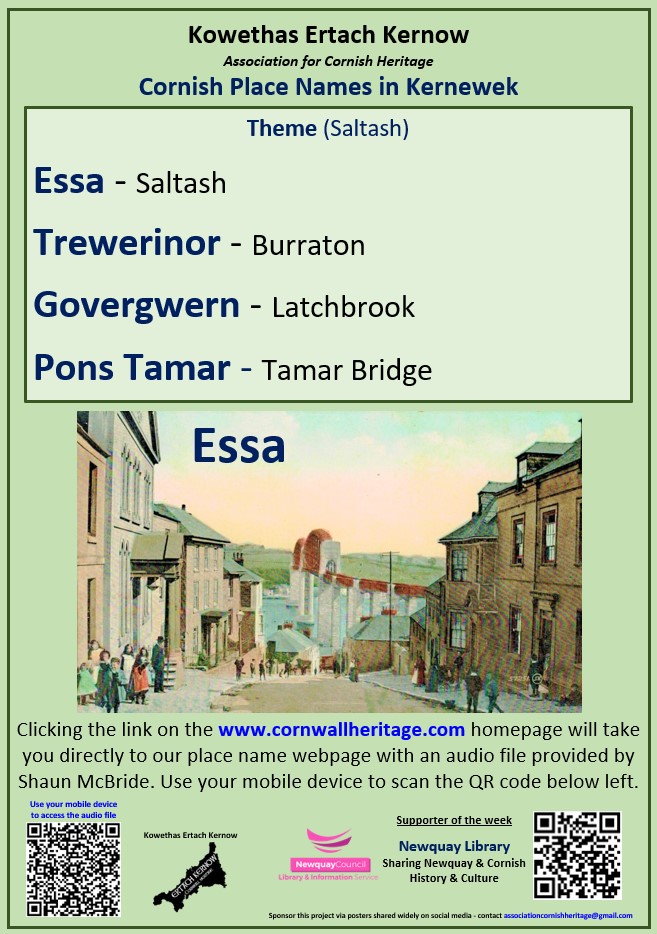 Kowethas Ertach Kernow
Association for Cornish Heritage
Cornish Place Names in Kernewek
Theme (Saltash)
Essa - Saltash
Trewerinor - Burraton
Govergwern - Latchbrook
Pons Tamar - Tamar Bridge
Essa
Clicking the link on the www.cornwallheritage.com homepage will take
you directly to our place name webpage with an audio file provided by
Shaun McBride. Use your mobile device to scan the QR code below left.
Use your mobile device
to access the audio file
Kowethas Ertach Kernow
ERTACH KERNOW
NewquayCouncil
Library & Information Service
Supporter of the week
Newquay Library
Sharing Newquay & Cornish
History & Culture
Sponsor this project via posters shared widely on social media - contact associationcornishheritage@gmail.com